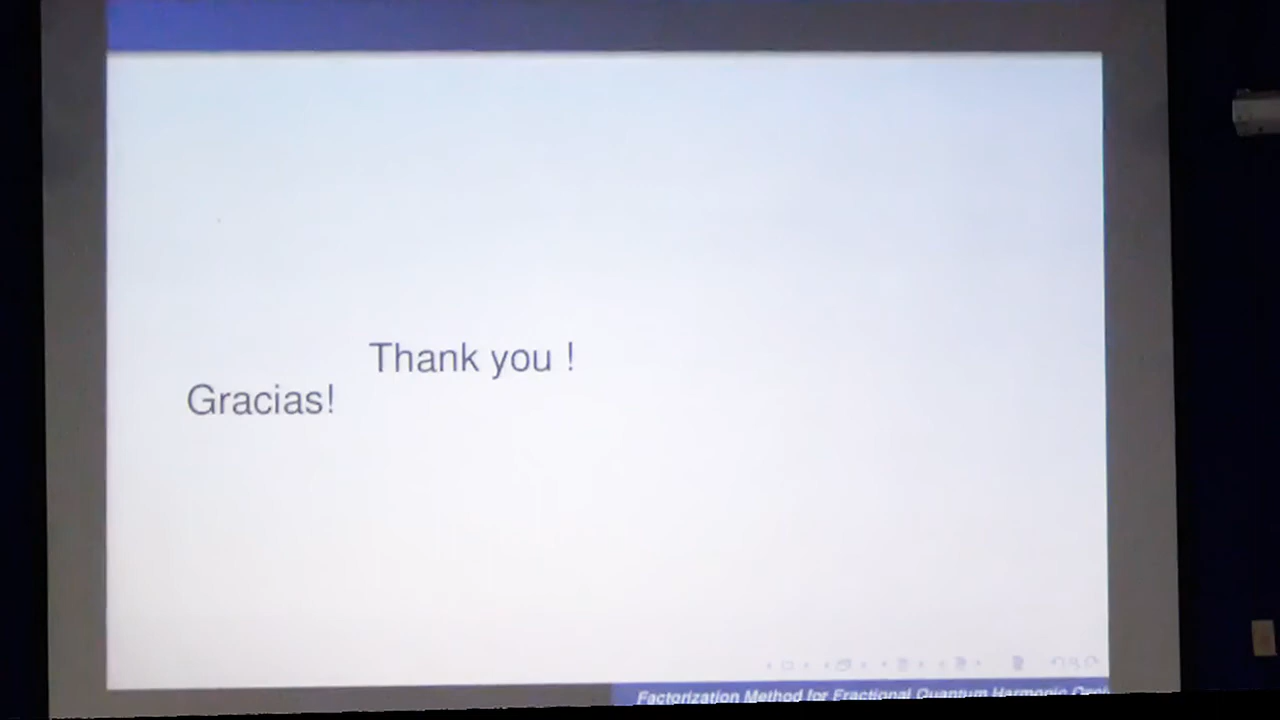 Thank you !
Gracias!
Factorization Method for Fractional Quantum Harmonic